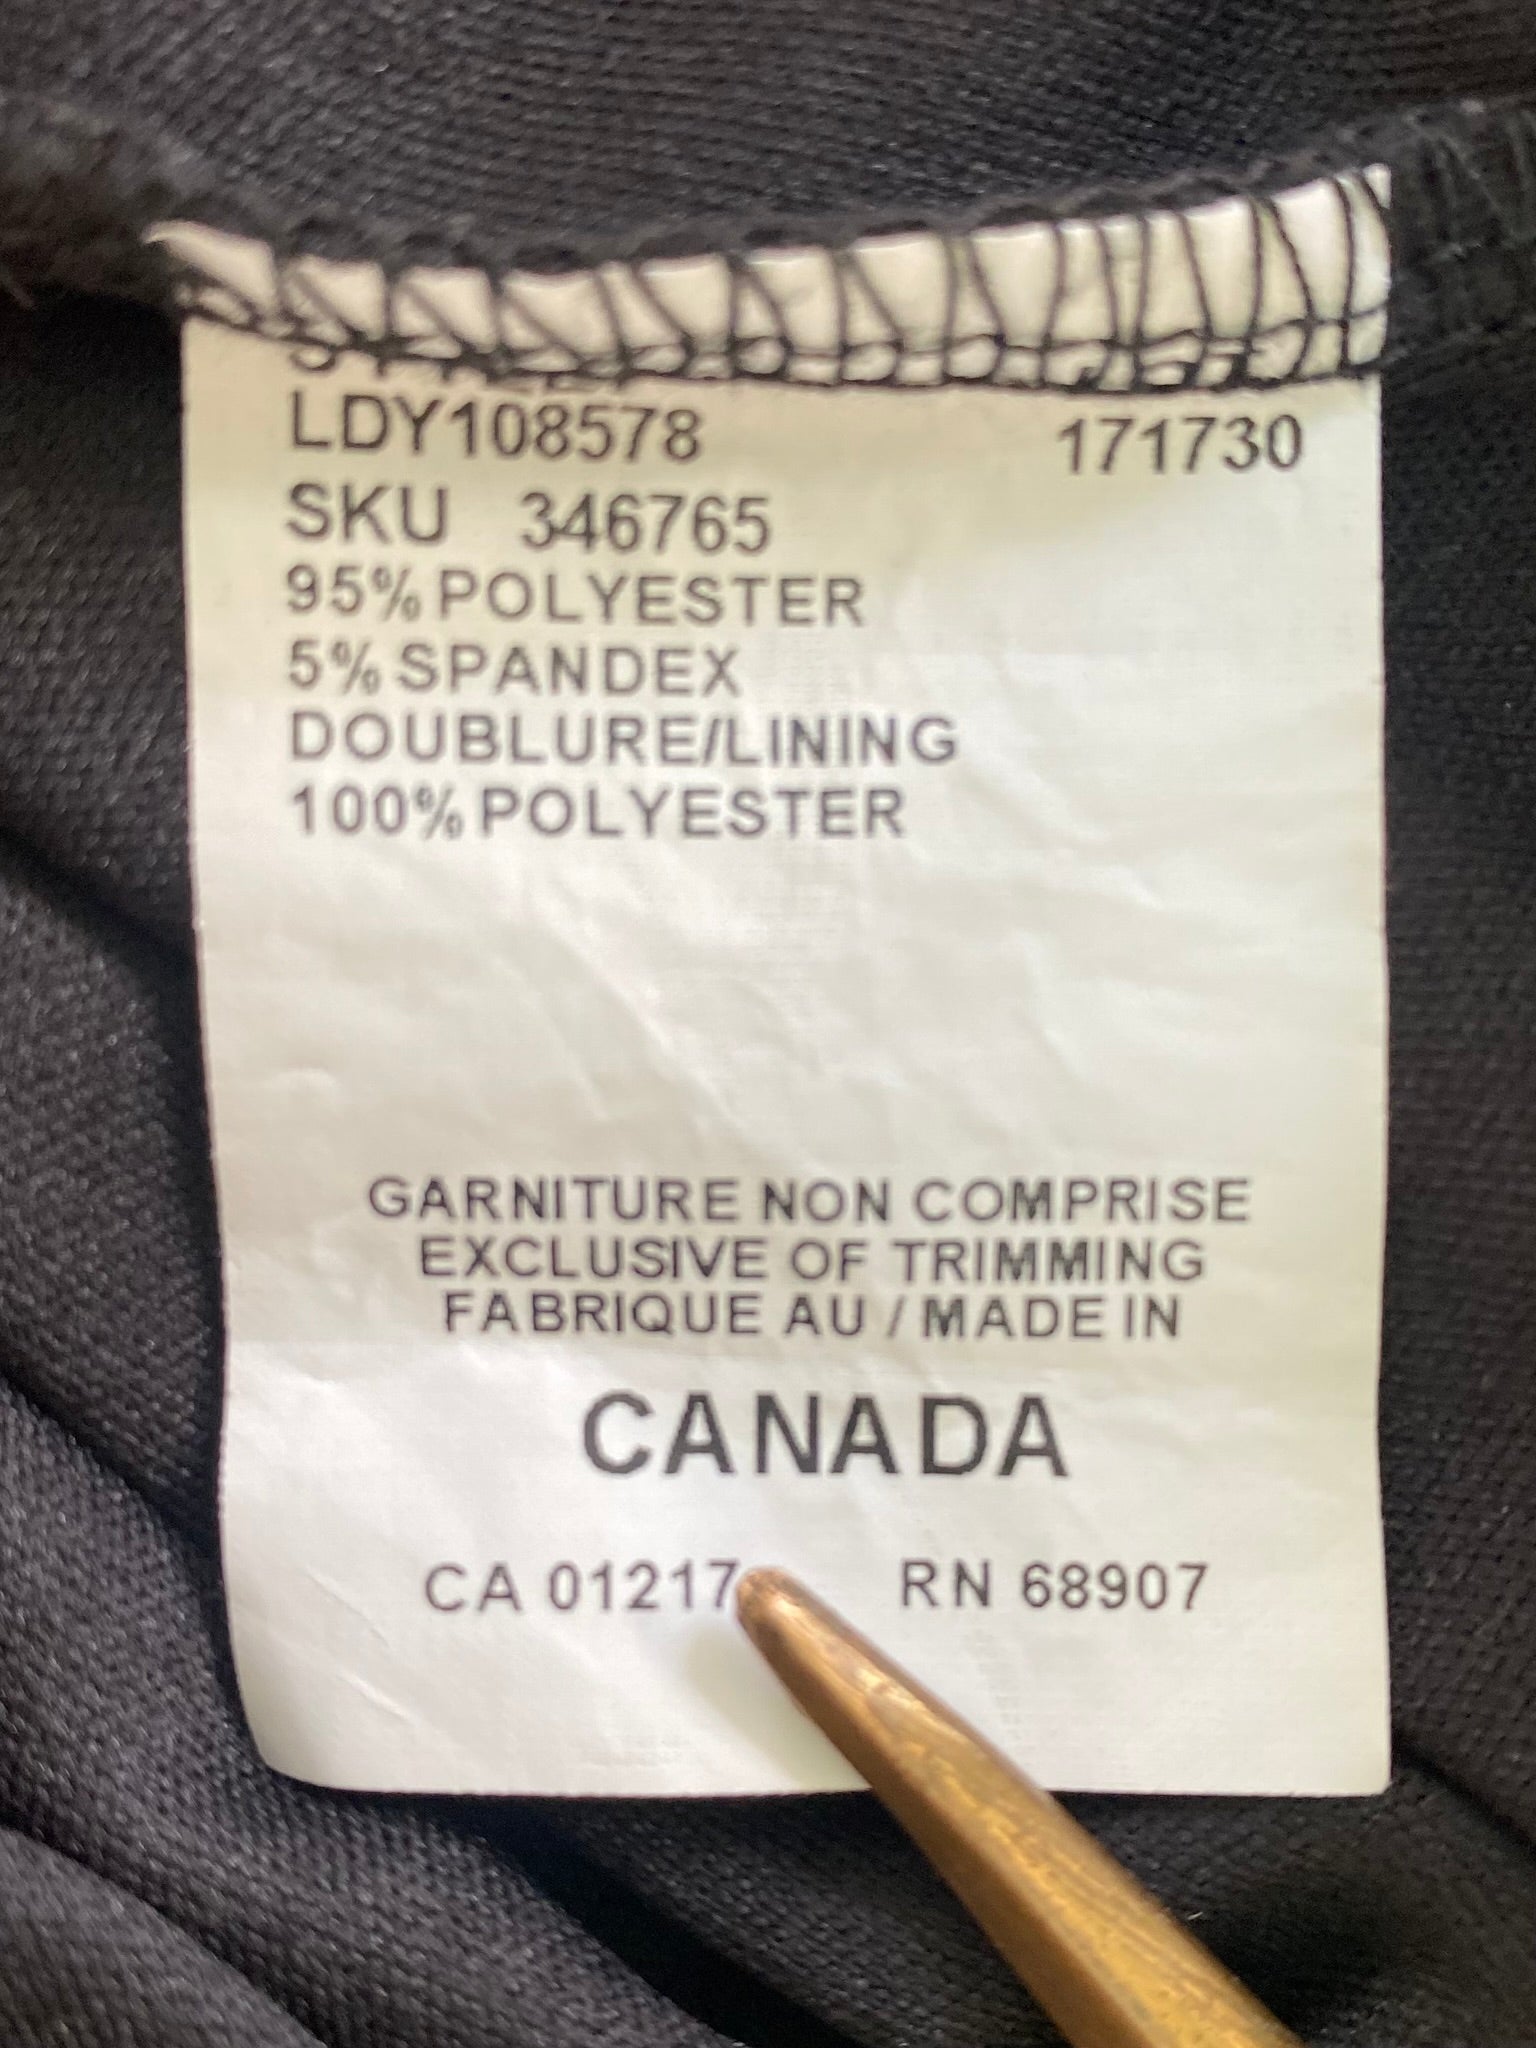 LDY108578 171730
SKU 346765
95% POLYESTER
5% SPANDEX
DOUBLURE/LINING
100% POLYESTER
GARNITURE NON COMPRISE
EXCLUSIVE OF TRIMMING
FABRIQUE AU / MADE IN
CANADA
CA 01217 RN 68907